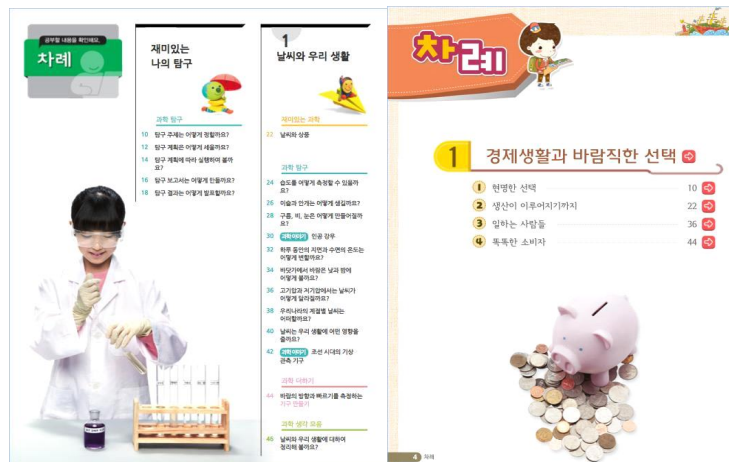 공부할 내용을 확인해요.
차례
재미있는
나의 탐구
과학 탐구
10 탐구 주제는 어떻게 정할까요?
12 탐구 계획은 어떻게 세울까요?
14 탐구 계획에 따라 실행하여 볼까
요?
16 탐구 보고서는 어떻게 만들까요?
18 탐구 결과는 어떻게 발표할까요?
1
날씨와 우리 생활
재미있는 과학
22 날씨와 상품
과학 탐구
24 습도를 어떻게 측정할 수 있을까
요?
26 이슬과 안개는 어떻게 생길까요?
28 구름, 비, 눈은 어떻게 만들어질까
요?
30 과학 이야기 인공 강우
32 하루 동안의 지면과 수면의 온도는
어떻게 변할까요?
34 바닷가에서 바람은 낮과 밤에
어떻게 불까요?
36 고기압과 저기압에서는 날씨가
어떻게 달라질까요?
38 우리나라의 계절별 날씨는
어떠할까요?
40 날씨는 우리 생활에 어떤 영향을
줄까요?
42 과학 이야기 조선 시대의 기상
관측 기구
과학 더하기
44 바람의 방향과 빠르기를 측정하는
기구 만들기
과학 생각 모음
46 날씨와 우리 생활에 대하여
정리해 볼까요?
차례
1 경제생활과 바람직한 선택
1 현명한 선택 10
2 생산이 이루어지기까지 22
3 일하는 사람들 36
4 똑똑한 소비자 44
4 차례